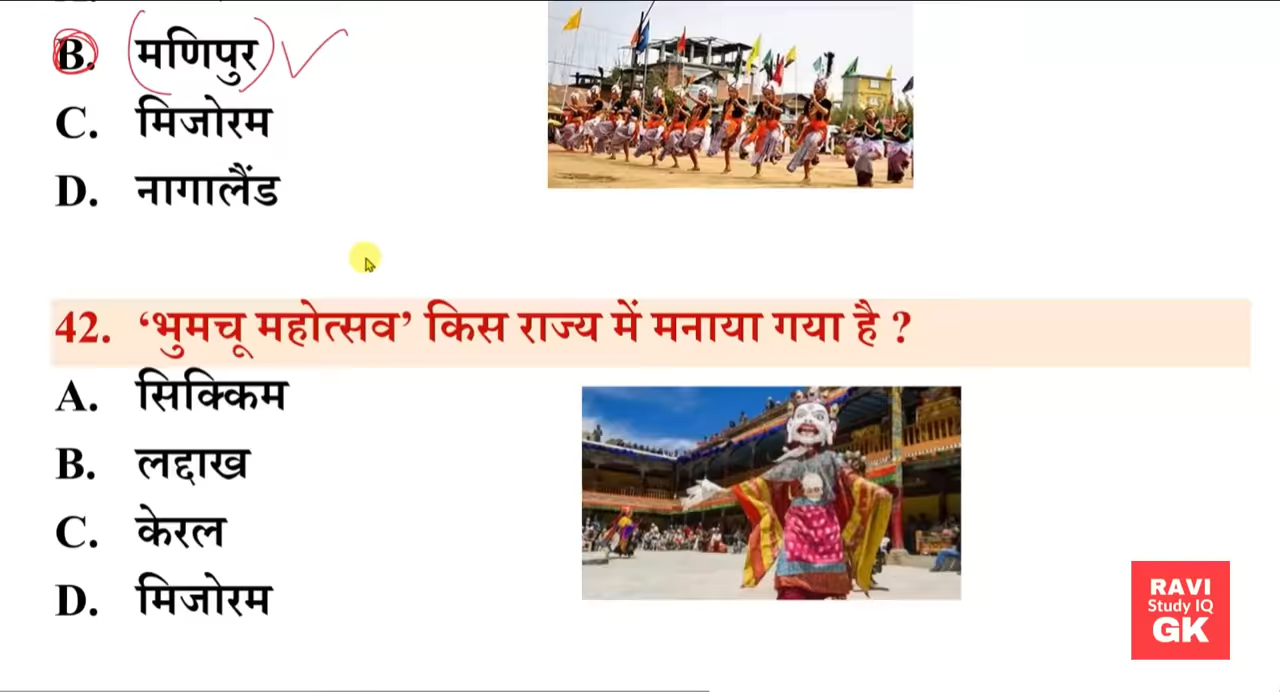 B. मणिपुर
C. मिजोरम
D. नागालैंड
42. ‘भुमचू महोत्सव’ किस राज्य में मनाया गया है ?
A. सिक्किम
B. लद्दाख
C. केरल
D. मिजोरम
RAVI
Study IQ
GK